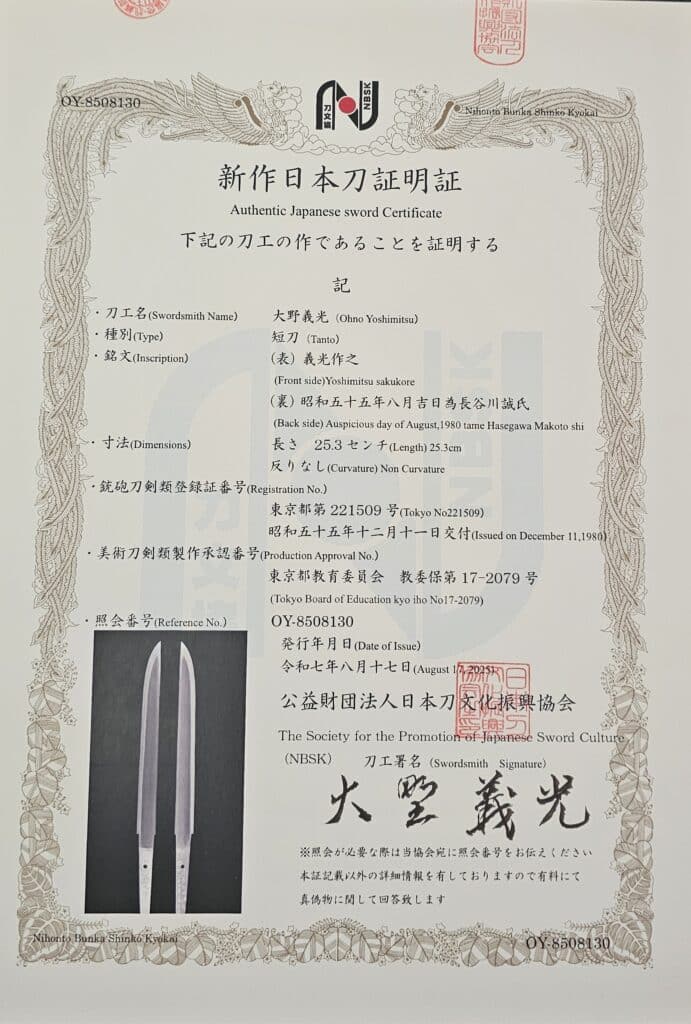 OY-8508130
刀文協
NBSK
Nihonto Bunka Shinko Kyokai
新作日本刀証明証
Authentic Japanese sword Certificate
下記の刀工の作であることを証明する
記
・刀工名(Swordsmith Name) 大野義光 (Ohno Yoshimitsu)
・種別(Type) 短刀 (Tanto)
・銘文(Inscription) (表) 義光作之
(Front side)Yoshimitsu sakukore
(裏) 昭和五十五年八月吉日為長谷川誠氏
(Back side) Auspicious day of August,1980 tame Hasegawa Makoto shi
・寸法(Dimensions) 長さ 25.3 センチ(Length) 25.3cm
反りなし(Curvature) Non Curvature
・銃砲刀剣類登録証番号(Registration No.)
東京都第 221509 号(Tokyo No221509)
昭和五十五年十二月十一日交付(Issued on December 11,1980)
・美術刀剣類製作承認番号(Production Approval No.)
東京都教育委員会 教委保第 17-2079 号
(Tokyo Board of Education kyo iho No17-2079)
・照会番号(Reference No.) OY-8508130
発行年月日(Date of Issue)
令和七年八月十七日(August 17, 2025)
公益財団法人日本刀文化振興協会
The Society for the Promotion of Japanese Sword Culture
(NBSK) 刀工署名 (Swordsmith Signature)
大野義光
※照会が必要な際は当協会宛に照会番号をお伝えください
本証記載以外の詳細情報を有しておりますので有料にて
真偽物に関して回答致します
Nihonto Bunka Shinko Kyokai
OY-8508130